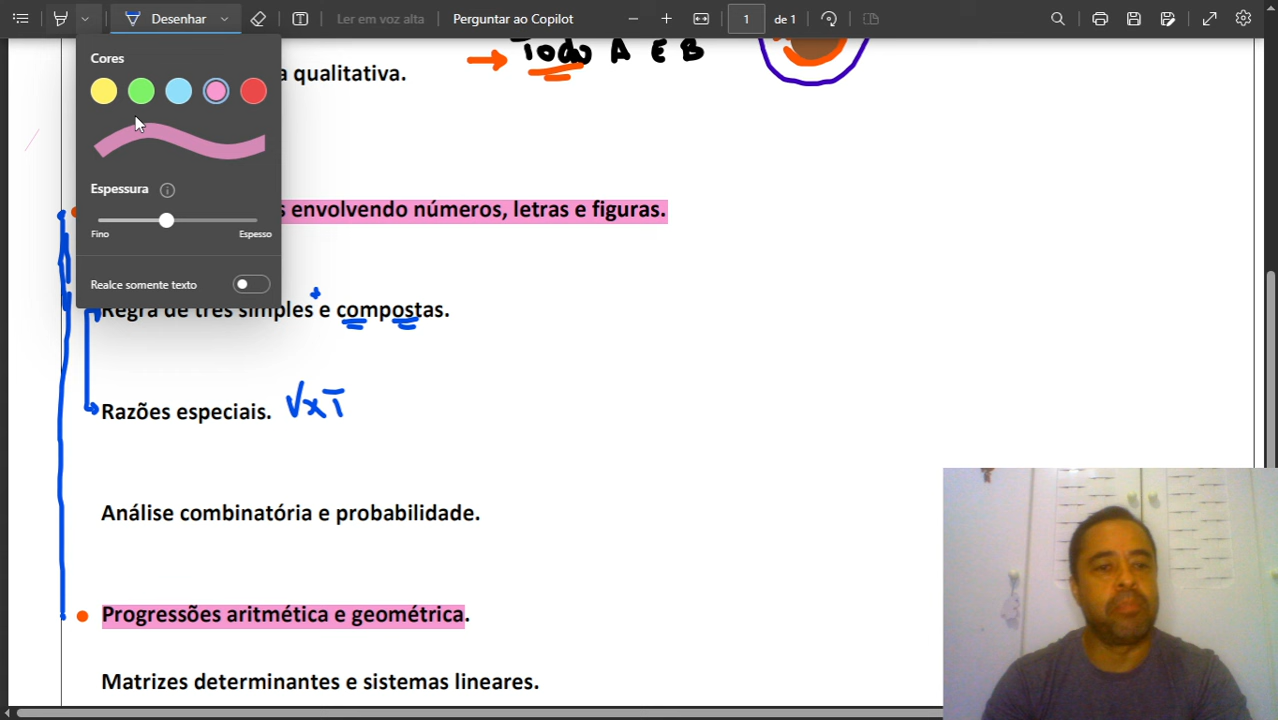 Desenhar
Ler em voz alta
Perguntar ao Copilot
1
de 1
Todo A E B
a qualitativa.
Cores
Espessura
Fino
Espesso
Realce somente texto
s envolvendo números, letras e figuras.
Regra de três simples e compostas.
Razões especiais. VxT
Análise combinatória e probabilidade.
Progressões aritmética e geométrica.
Matrizes determinantes e sistemas lineares.